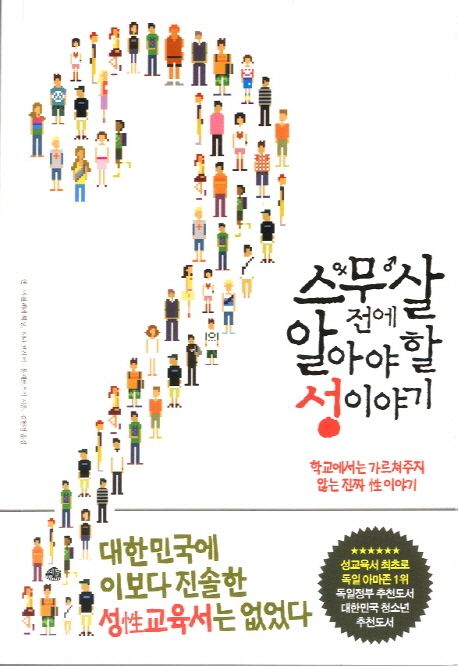 스무살
전에
알아야 할
성이야기
학교에서는 가르쳐주지
않는 진짜 性 이야기
대한민국에
이보다 진솔한
성性교육서는 없었다
★★★★★★
성교육서 최초로
독일 아마존 1위
독일정부 추천도서
대한민국 청소년
추천도서